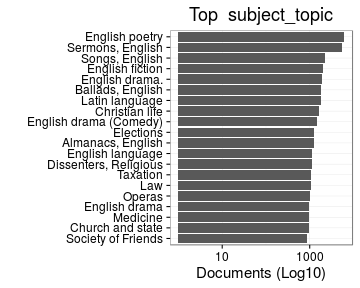 Top subject_topic
English poetry
Sermons, English
Songs, English
English fiction
English drama.
Ballads, English
Latin language
Christian life
English drama (Comedy)
Elections
Almanacs, English
English language
Dissenters, Religious
Taxation
Law
Operas
English drama
Medicine
Church and state
Society of Friends
10 1000
Documents (Log10)